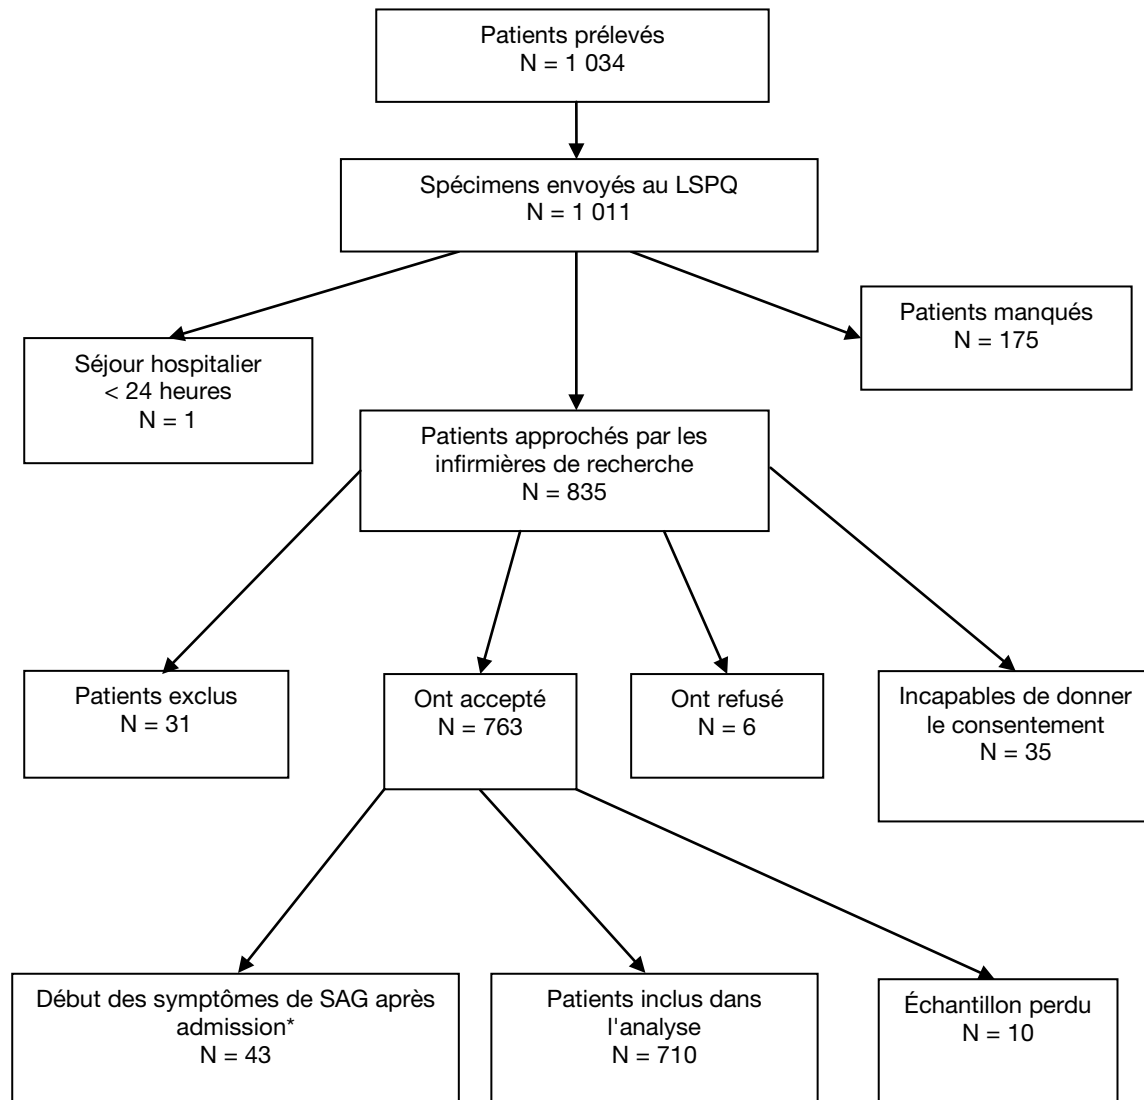 Patients prélevés
N = 1 034
Spécimens envoyés au LSPQ
N = 1 011
Patients manqués
N = 175
Séjour hospitalier
< 24 heures
N = 1
Patients approchés par les
infirmières de recherche
N = 835
Patients exclus
N = 31
Ont accepté
N = 763
Ont refusé
N = 6
Incapables de donner
le consentement
N = 35
Début des symptômes de SAG après
admission*
N = 43
Patients inclus dans
l'analyse
N = 710
Échantillon perdu
N = 10